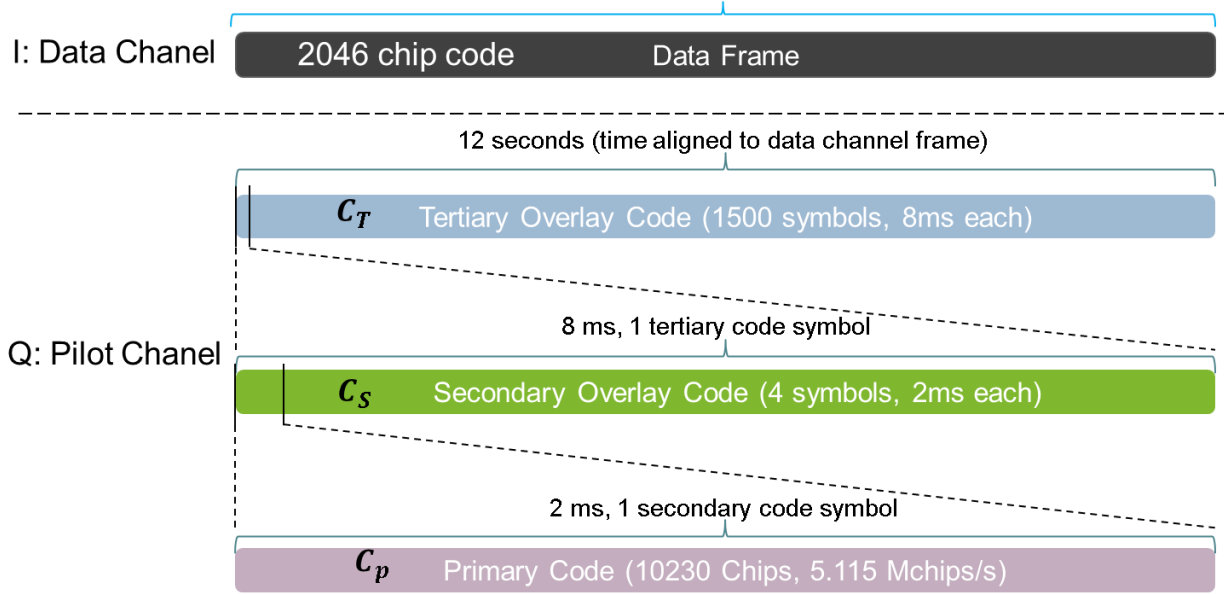 I: Data Chanel
2046 chip code Data Frame
12 seconds (time aligned to data channel frame)
C_T Tertiary Overlay Code (1500 symbols, 8ms each)
8 ms, 1 tertiary code symbol
Q: Pilot Chanel
C_S Secondary Overlay Code (4 symbols, 2ms each)
2 ms, 1 secondary code symbol
C_p Primary Code (10230 Chips, 5.115 Mchips/s)